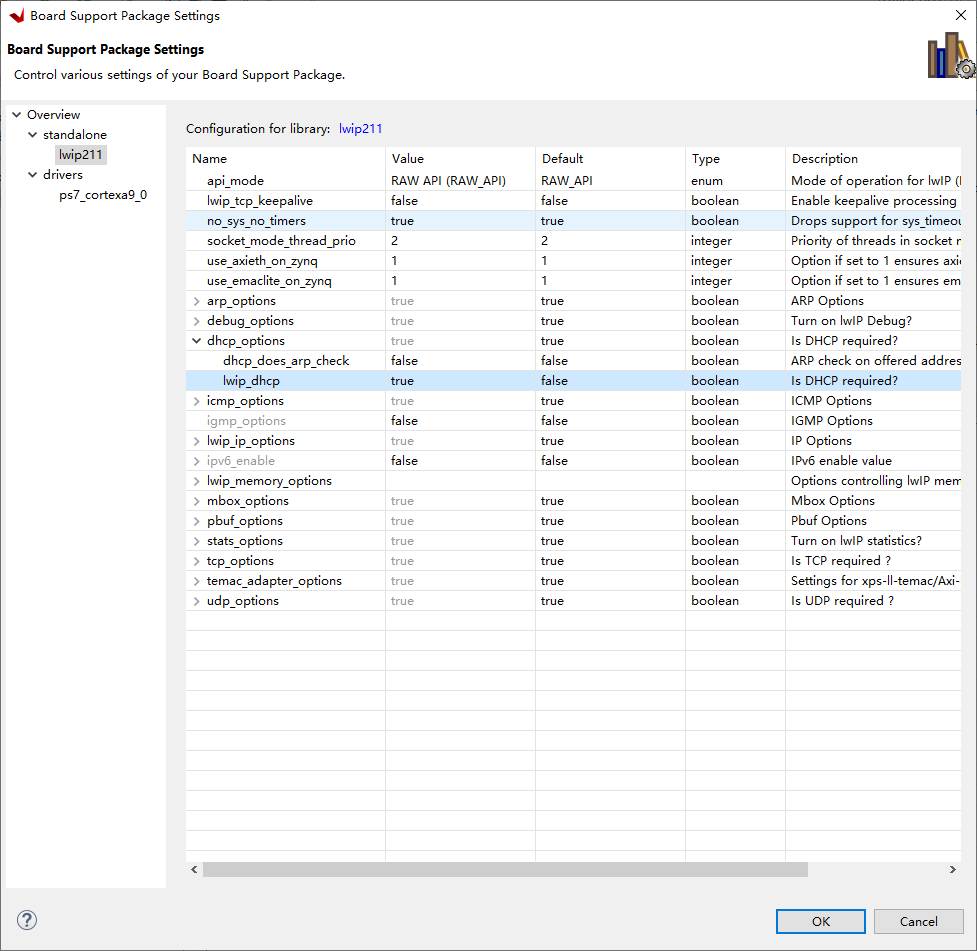 Board Support Package Settings
Board Support Package Settings
Control various settings of your Board Support Package.
Overview
standalone
lwip211
drivers
ps7_cortexa9_0
Configuration for library: lwip211
Name Value Default Type Description
api_mode RAW API (RAW_API) RAW_API enum Mode of operation for lwIP (
lwip_tcp_keepalive false false boolean Enable keepalive processing
no_sys_no_timers true true boolean Drops support for sys_timeou
socket_mode_thread_prio 2 2 integer Priority of threads in socket
use_axieth_on_zynq 1 1 integer Option if set to 1 ensures axie
use_emaclite_on_zynq 1 1 integer Option if set to 1 ensures em
arp_options true true boolean ARP Options
debug_options true true boolean Turn on lwIP Debug?
dhcp_options true true boolean Is DHCP required?
dhcp_does_arp_check false false boolean ARP check on offered addres
lwip_dhcp true false boolean Is DHCP required?
icmp_options true true boolean ICMP Options
igmp_options false false boolean IGMP Options
lwip_ip_options true true boolean IP Options
ipv6_enable false false boolean IPv6 enable value
lwip_memory_options Options controlling lwIP mem
mbox_options true true boolean Mbox Options
pbuf_options true true boolean Pbuf Options
stats_options true true boolean Turn on lwIP statistics?
tcp_options true true boolean Is TCP required ?
temac_adapter_options true true boolean Settings for xps-ll-temac/Axi-
udp_options true true boolean Is UDP required ?
?
OK Cancel